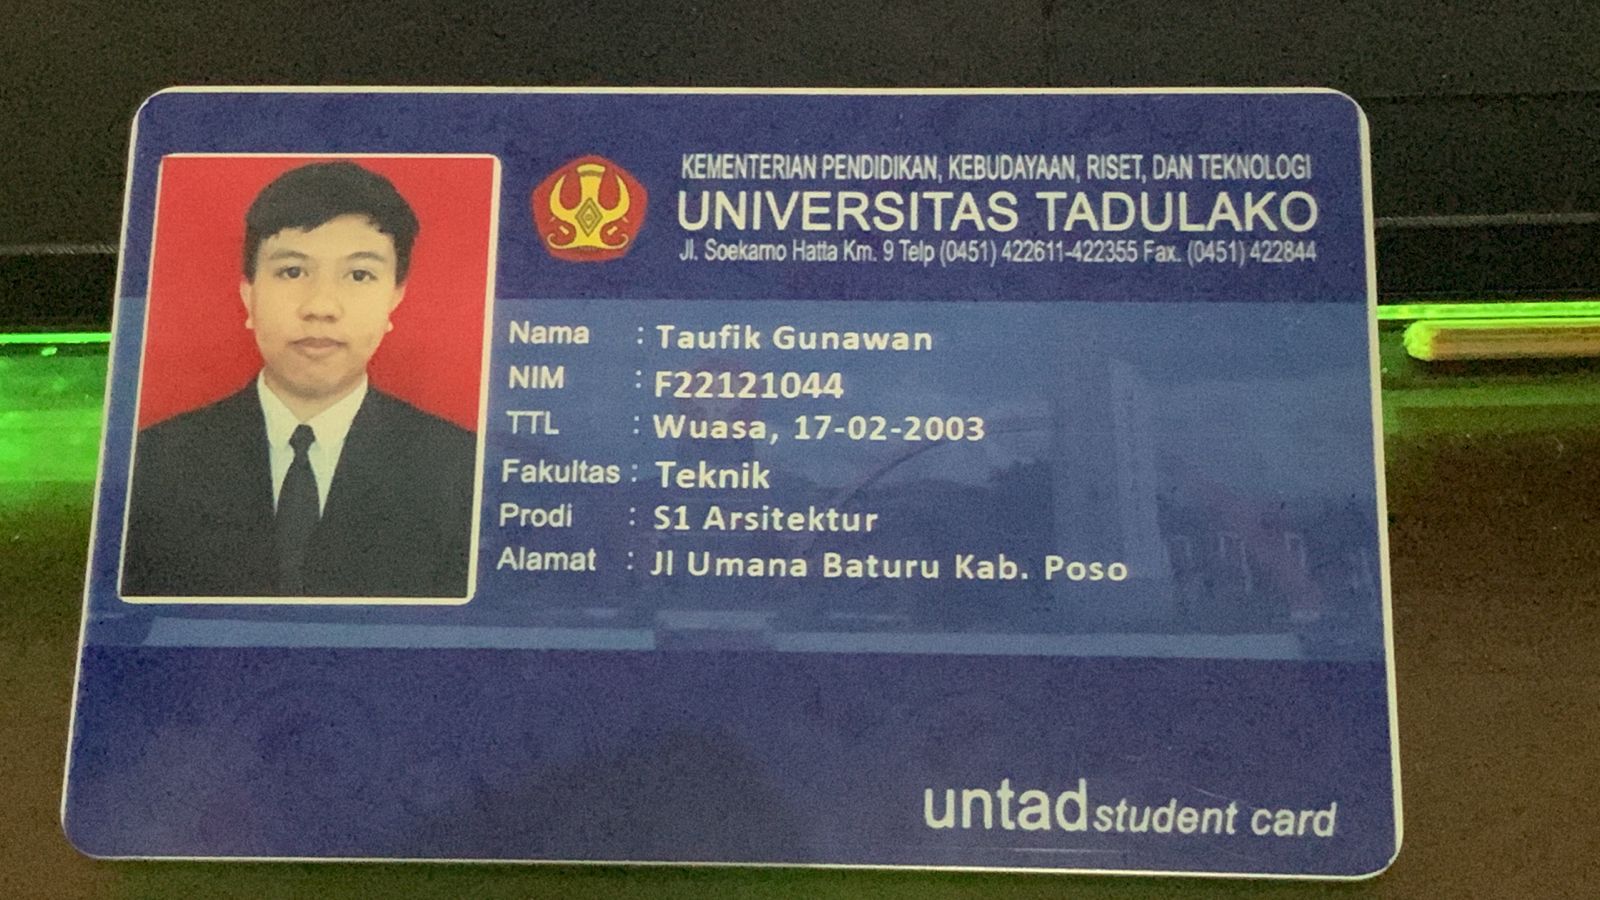 KEMENTERIAN PENDIDIKAN, KEBUDAYAAN, RISET, DAN TEKNOLOGI
UNIVERSITAS TADULAKO
Jl. Soekarno Hatta Km. 9 Telp (0451) 422611-422355 Fax. (0451) 422844
Nama : Taufik Gunawan
NIM : F22121044
TTL : Wuasa, 17-02-2003
Fakultas : Teknik
Prodi : S1 Arsitektur
Alamat : Jl Umana Baturu Kab. Poso
untad student card